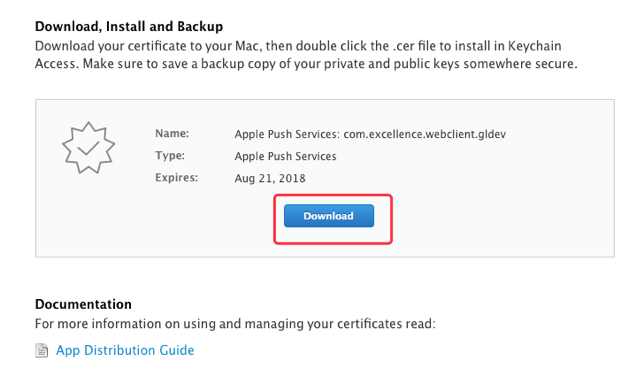 Download, Install and Backup
Download your certificate to your Mac, then double click the .cer file to install in Keychain
Access. Make sure to save a backup copy of your private and public keys somewhere secure.
Name: Apple Push Services: com.excellence.webclient.gldev
Type: Apple Push Services
Expires: Aug 21, 2018
Download
Documentation
For more information on using and managing your certificates read:
App Distribution Guide